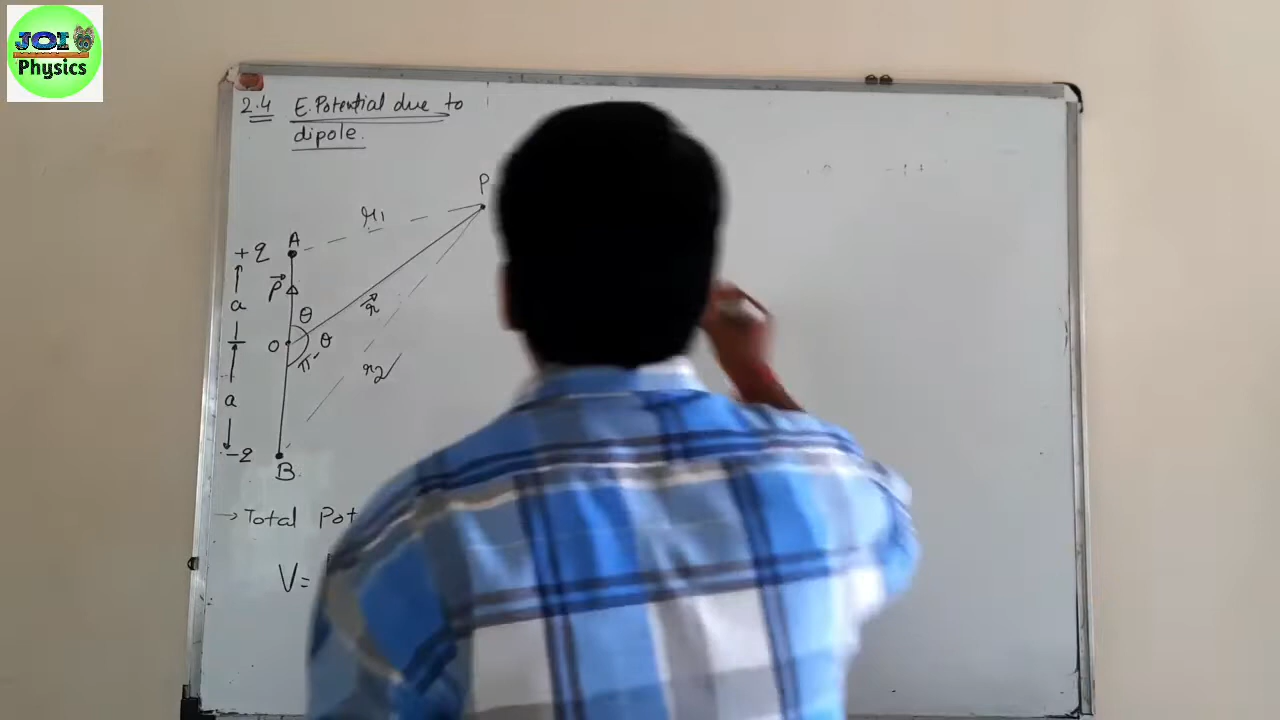 JOI
Physics
2.4 E.Potential due to
dipole.
P
r₁
A
+q
P⃗
a
θ
r⃗
O
θ
π-
r₂
a
-q
B
→ Total Pot
V=